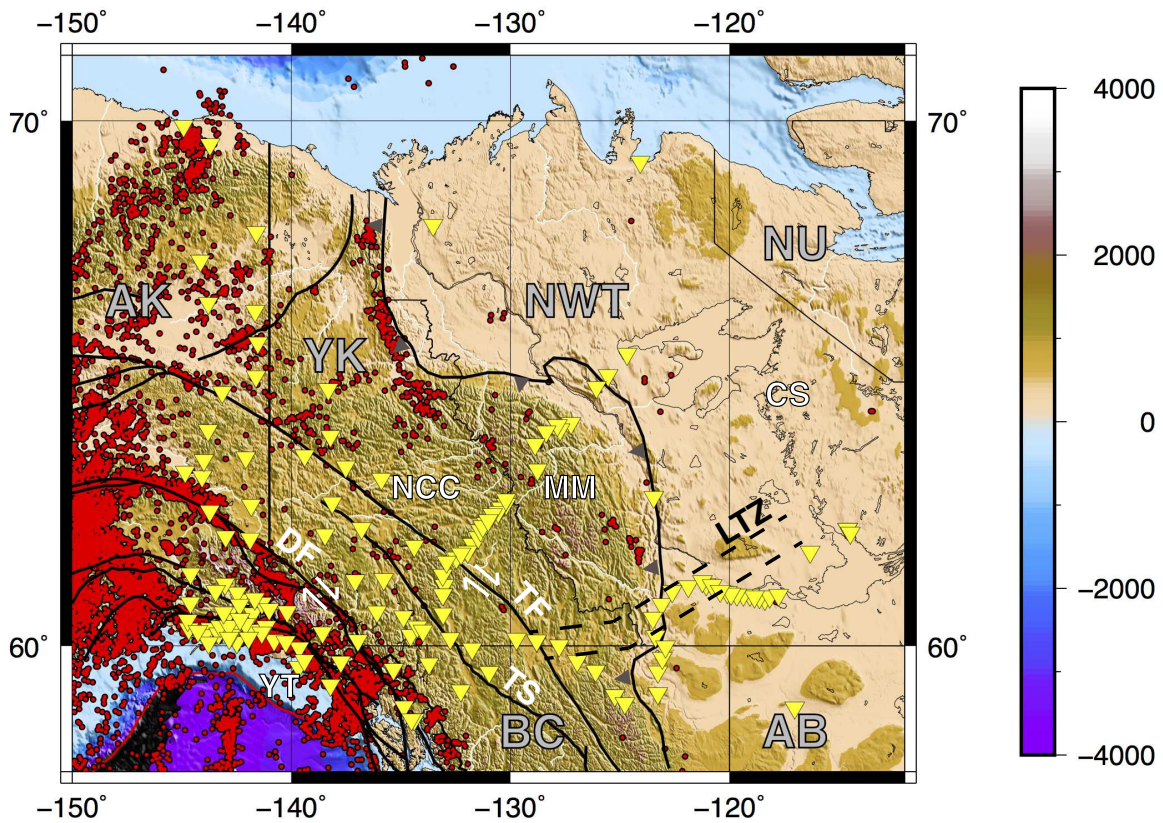 −150˚ −140˚ −130˚ −120˚
4000
70˚ 70˚
NU
2000
AK
NWT
YK
CS
0
NCC
MM
LTZ
DF
−2000
TF
60˚ 60˚
YT
TS
BC
AB
−4000
−150˚ −140˚ −130˚ −120˚